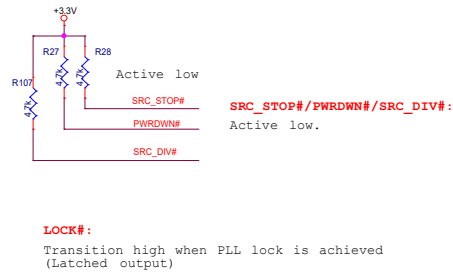 +3.3V
R27
R28
R107
4.7k
4.7k
4.7k
Active low
SRC_STOP#
PWRDWN#
SRC_DIV#
SRC_STOP#/PWRDWN#/SRC_DIV#:
Active low.
LOCK#:
Transition high when PLL lock is achieved
(Latched output)